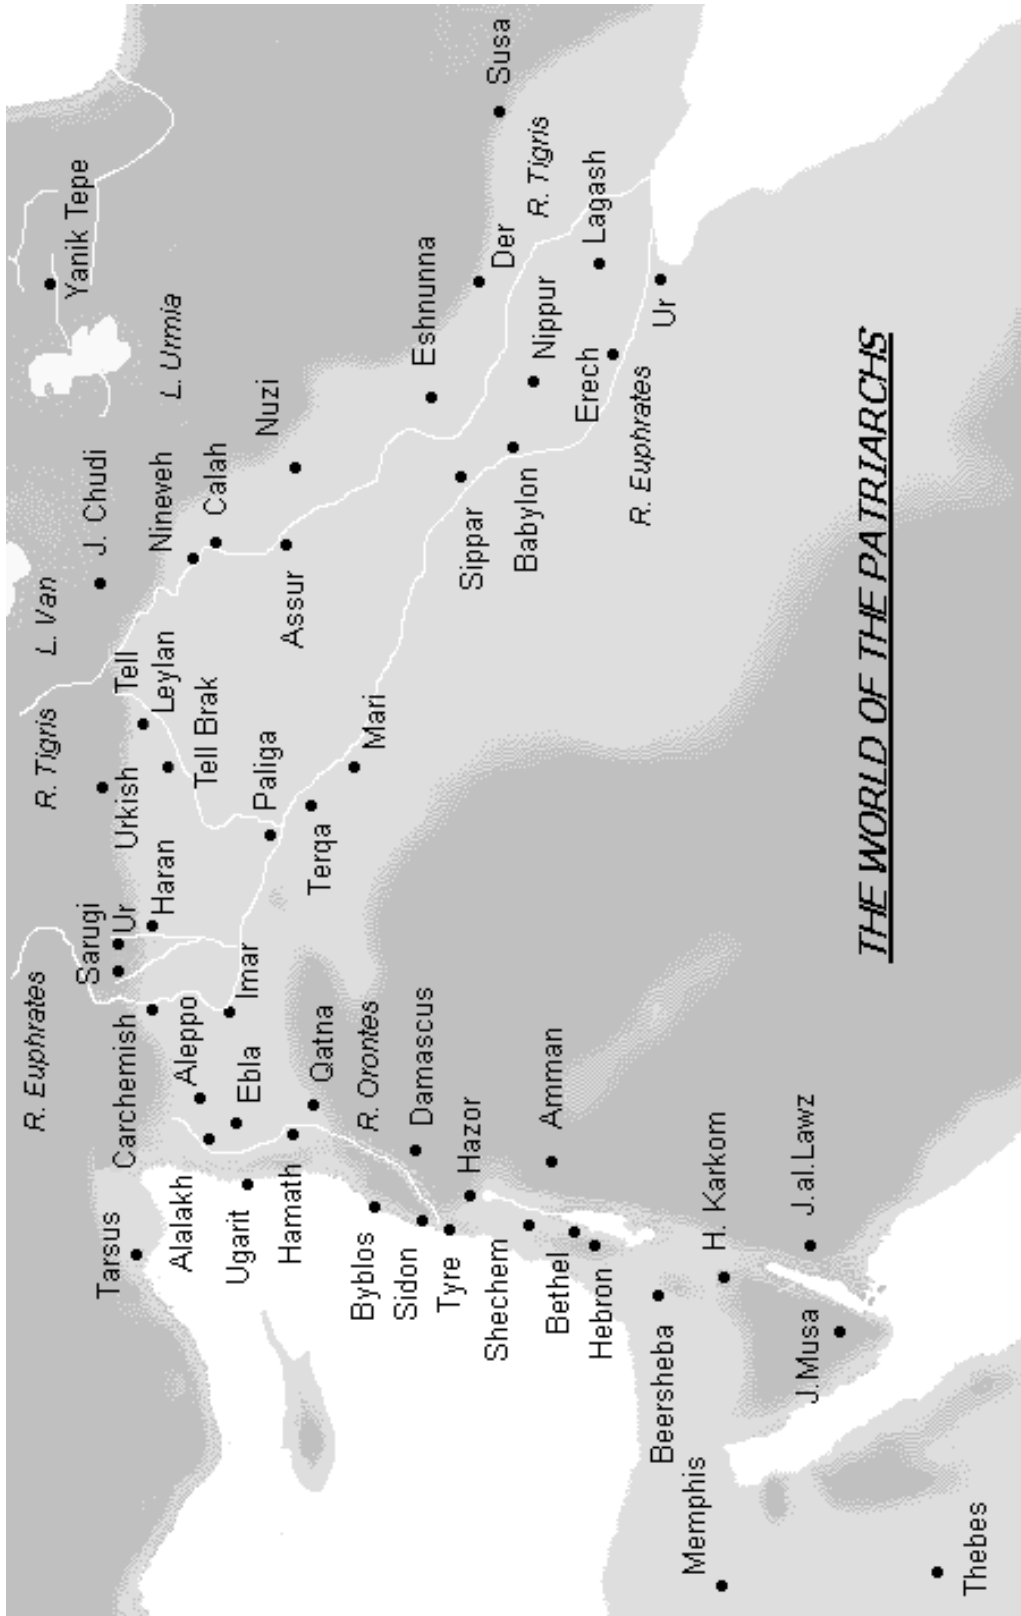 R. Euphrates
R. Tigris
L. Van
Yanik Tepe
L. Urmia
J. Chudi
Tarsus
Carchemish
Sarugi
Ur
Haran
Urkish
Tell
Leylan
Tell Brak
Nineveh
Calah
Nuzi
Alalakh
Aleppo
Ebla
Imar
Ugarit
Hamath
Qatna
Paliga
Terqa
Mari
Assur
Eshnunna
Der
Susa
R. Orontes
Byblos
Sidon
Tyre
Damascus
Hazor
Sippar
Babylon
Nippur
R. Tigris
Lagash
Erech
Ur
R. Euphrates
Shechem
Bethel
Hebron
Amman
Beersheba
H. Karkom
Memphis
J.Musa
J.al.Lawz
Thebes
THE WORLD OF THE PATRIARCHS